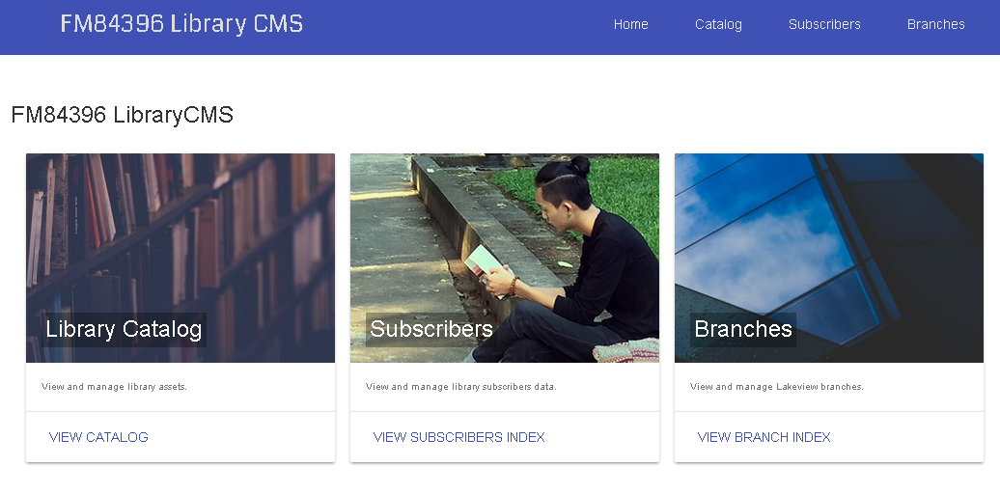 FM84396 Library CMS
Home
Catalog
Subscribers
Branches
FM84396 LibraryCMS
Library Catalog
View and manage library assets.
VIEW CATALOG
Subscribers
View and manage library subscribers data.
VIEW SUBSCRIBERS INDEX
Branches
View and manage Lakeview branches.
VIEW BRANCH INDEX